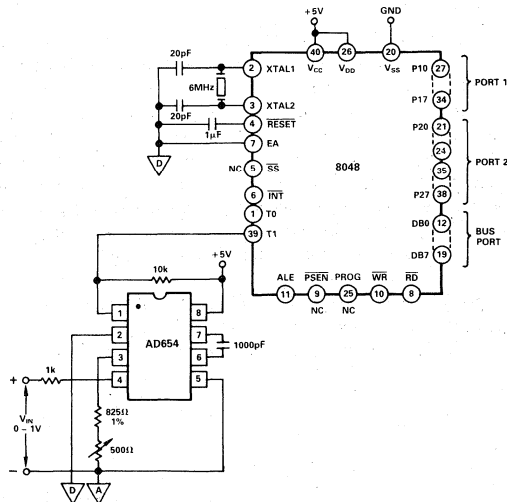 +5V
GND
40
26
20
VCC
VDD
VSS
20pF
2
XTAL1
6MHz
3
XTAL2
20pF
4
RESET
1µF
7
EA
D
NC
5
SS
6
INT
1
T0
39
T1
8048
P10
27
P17
34
PORT 1
P20
21
24
35
P27
38
PORT 2
DB0
12
DB7
19
BUS
PORT
ALE
PSEN
PROG
WR
RD
11
9
25
10
8
NC
NC
+5V
10k
1
8
2
7
3
6
4
5
AD654
1000pF
+
1k
VIN
0 – 1V
–
825Ω
1%
500Ω
D
A